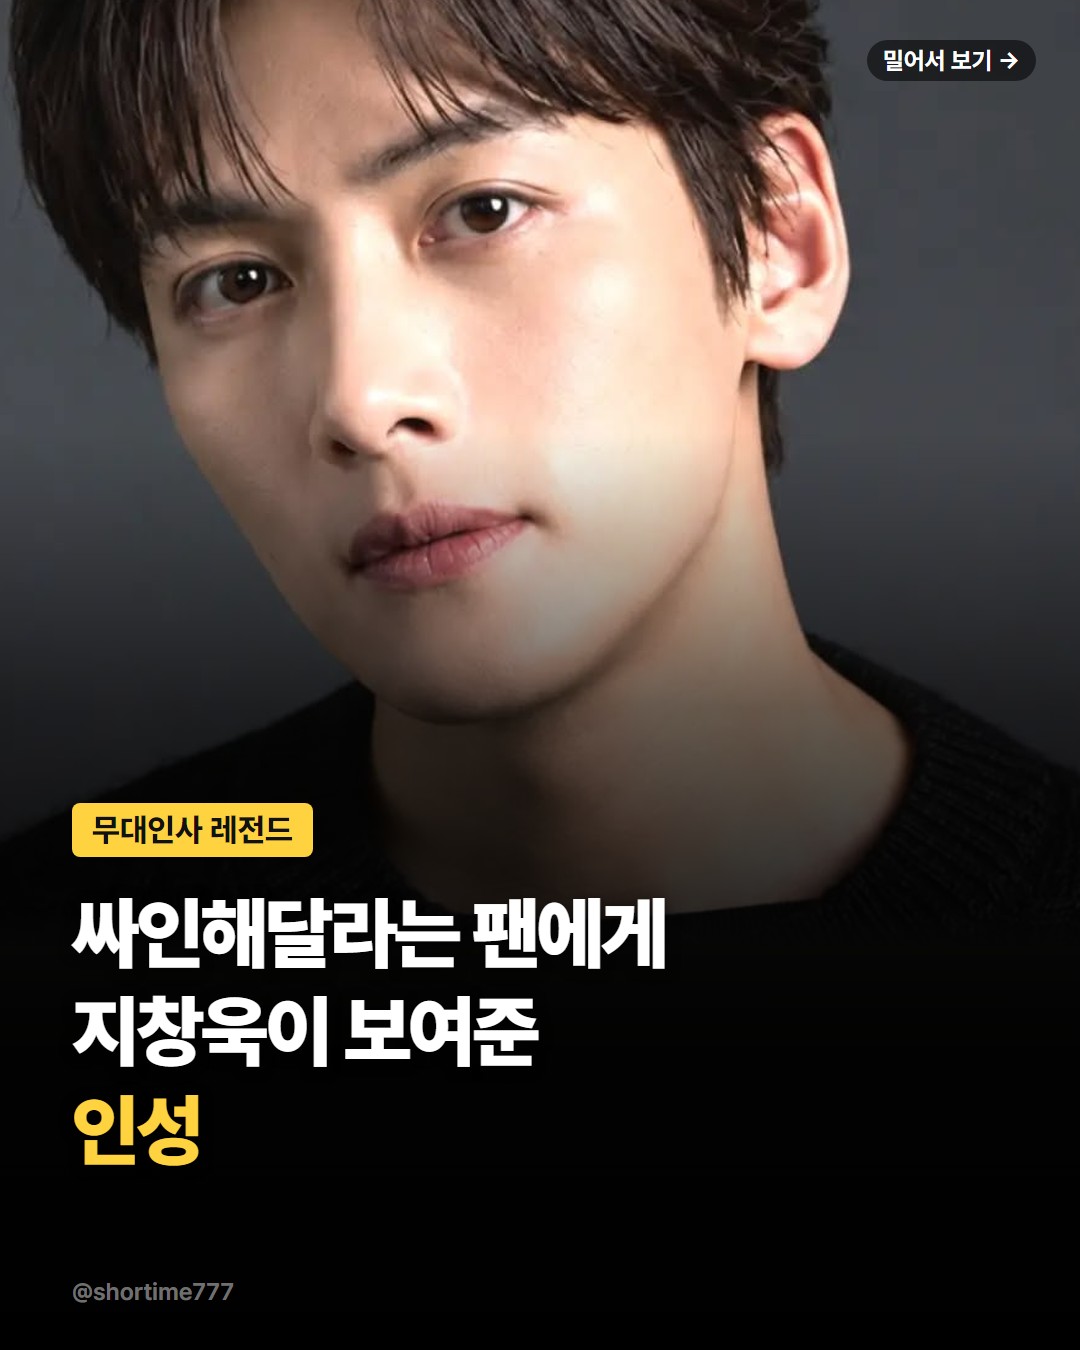 밀어서 보기 →
무대인사 레전드
싸인해달라는 팬에게
지창욱이 보여준
인성
@shortime777